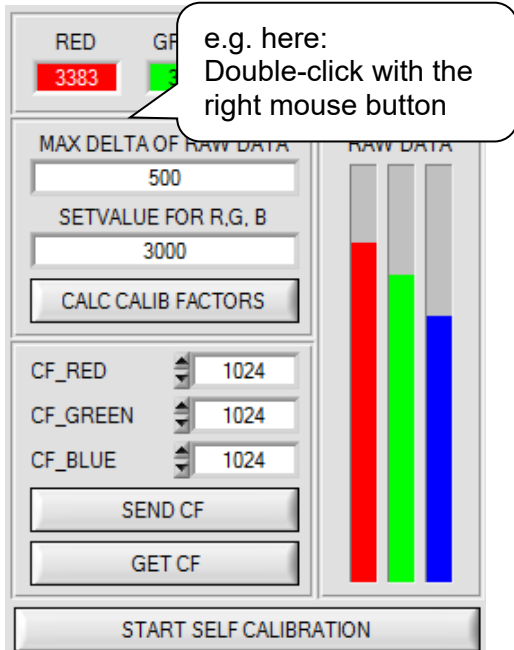 e.g. here:
Double-click with the
right mouse button
RED
3383
MAX DELTA OF RAW DATA
500
SETVALUE FOR R,G, B
3000
CALC CALIB FACTORS
RAW DATA
CF_RED 1024
CF_GREEN 1024
CF_BLUE 1024
SEND CF
GET CF
START SELF CALIBRATION